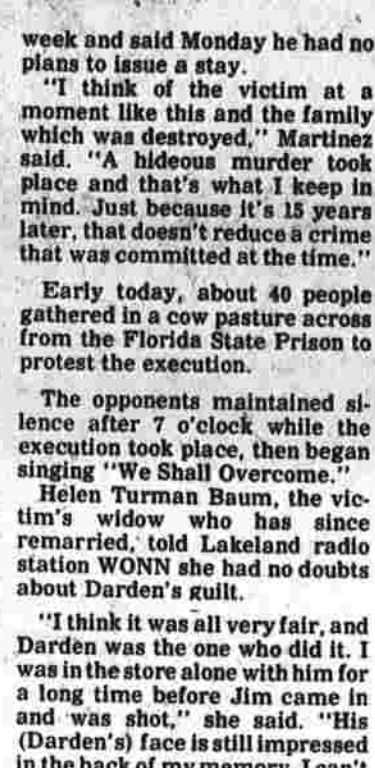 week and said Monday he had no
plans to issue a stay.
"I think of the victim at a
moment like this and the family
which was destroyed," Martinez
said. "A hideous murder took
place and that's what I keep in
mind. Just because it's 15 years
later, that doesn't reduce a crime
that was committed at the time."
Early today, about 40 people
gathered in a cow pasture across
from the Florida State Prison to
protest the execution.
The opponents maintained si-
lence after 7 o'clock while the
execution took place, then began
singing "We Shall Overcome."
Helen Turman Baum, the vic-
tim's widow who has since
remarried, told Lakeland radio
station WONN she had no doubts
about Darden's guilt.
"I think it was all very fair, and
Darden was the one who did it. I
was in the store alone with him for
a long time before Jim came in
and was shot," she said. "His
(Darden's) face is still impressed
in the back of my memory. I can't